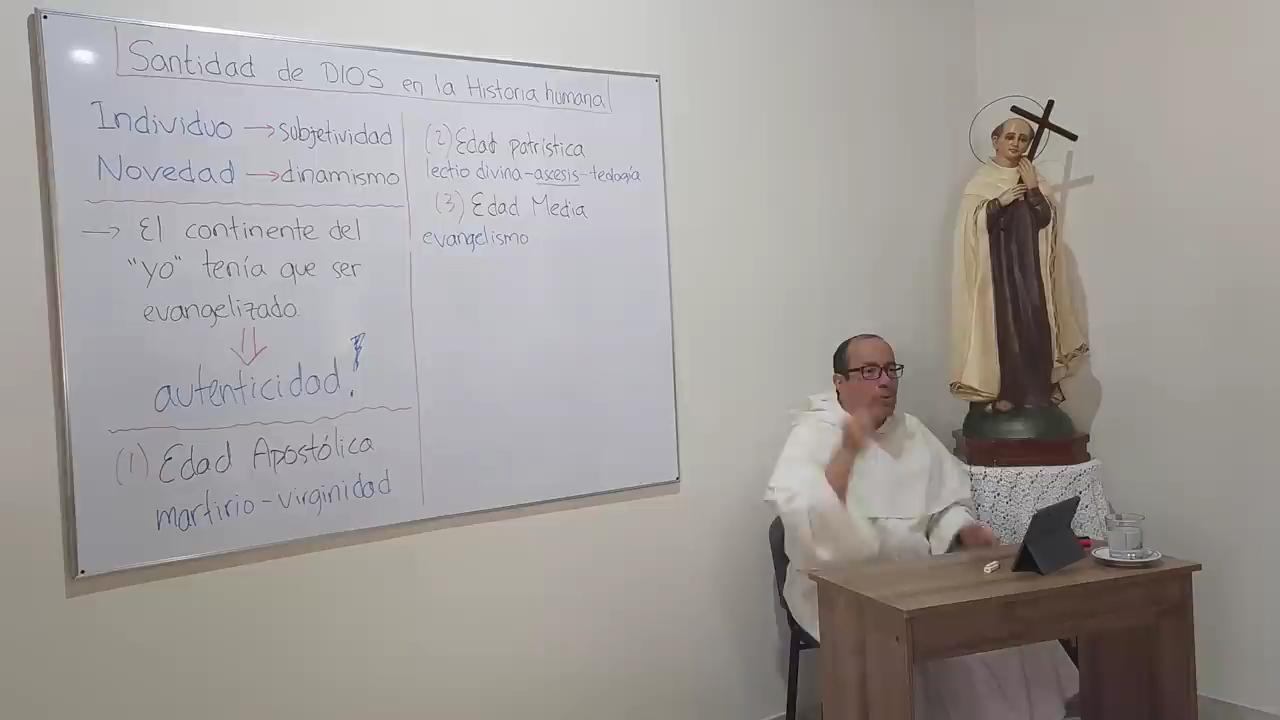 Santidad de DIOS en la Historia humana
Individuo → subjetividad
Novedad → dinamismo
→ El continente del
"yo" tenía que ser
evangelizado.
⇓
autenticidad!
(1) Edad Apostólica
martirio - virginidad
(2) Edad patrística
lectio divina - ascesis - teología
(3) Edad Media
evangelismo